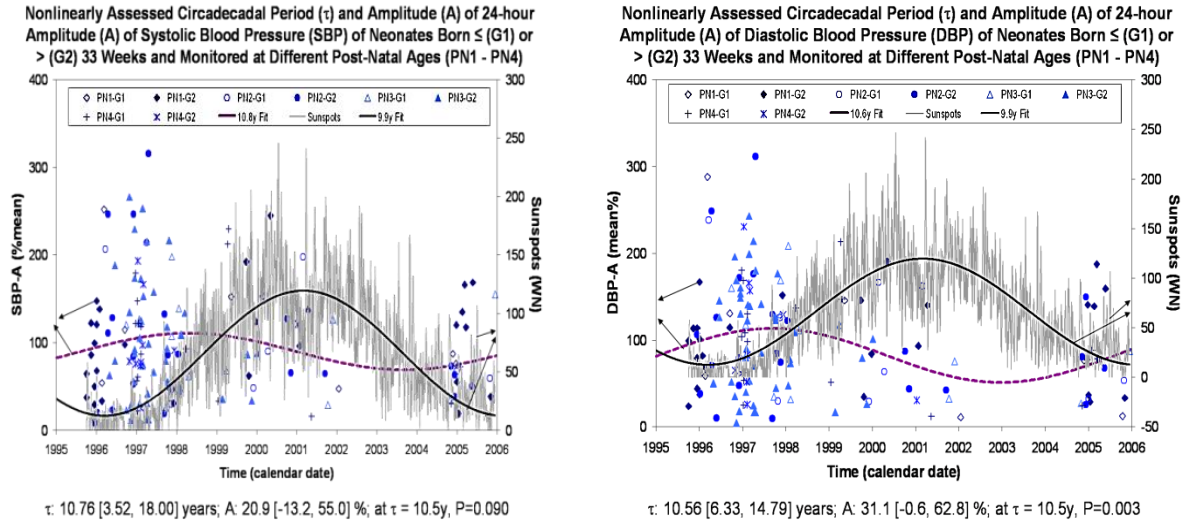 Nonlinearly Assessed Circadecadal Period (τ) and Amplitude (A) of 24-hour
Amplitude (A) of Systolic Blood Pressure (SBP) of Neonates Born ≤ (G1) or
> (G2) 33 Weeks and Monitored at Different Post-Natal Ages (PN1 - PN4)
400
300
200
100
0
SBP-A (%mean)
300
250
200
150
100
50
0
Sunspots (WN)
PN1-G1 PN1-G2 PN2-G1 PN2-G2 PN3-G1 PN3-G2
PN4-G1 PN4-G2 10.8y Fit Sunspots 9.9y Fit
1995 1996 1997 1998 1999 2000 2001 2002 2003 2004 2005 2006
Time (calendar date)
τ: 10.76 [3.52, 18.00] years; A: 20.9 [-13.2, 55.0] %; at τ = 10.5y, P=0.090
Nonlinearly Assessed Circadecadal Period (τ) and Amplitude (A) of 24-hour
Amplitude (A) of Diastolic Blood Pressure (DBP) of Neonates Born ≤ (G1) or
> (G2) 33 Weeks and Monitored at Different Post-Natal Ages (PN1 - PN4)
400
300
200
100
0
DBP-A (mean%)
300
250
200
150
100
50
0
-50
Sunspots (WN)
PN1-G1 PN1-G2 PN2-G1 PN2-G2 PN3-G1 PN3-G2
PN4-G1 PN4-G2 10.6y Fit Sunspots 9.9y Fit
1995 1996 1997 1998 1999 2000 2001 2002 2003 2004 2005 2006
Time (calendar date)
τ: 10.56 [6.33, 14.79] years; A: 31.1 [-0.6, 62.8] %; at τ = 10.5y, P=0.003